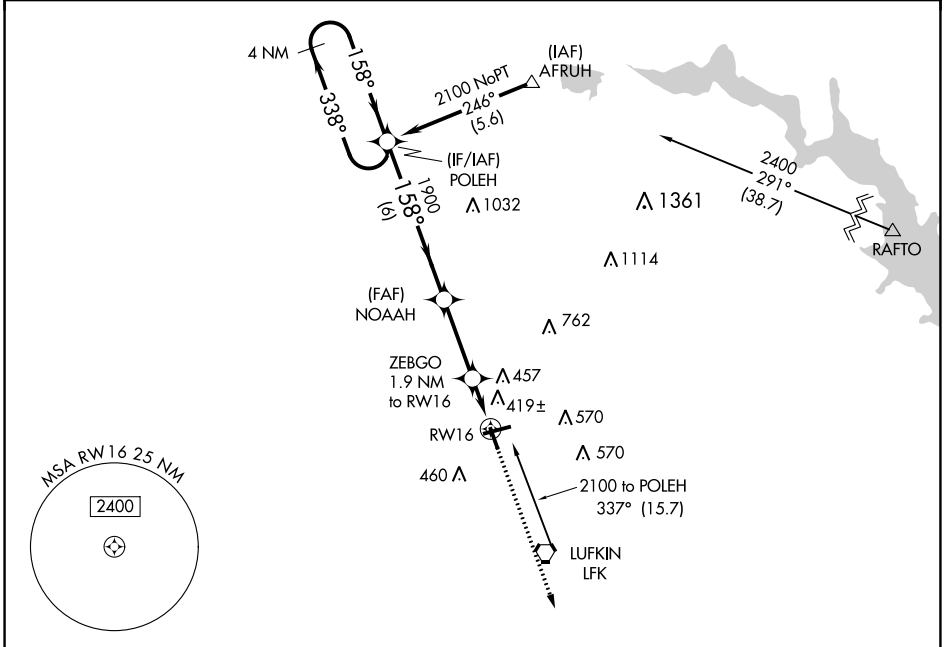 4 NM
158°
338°
(IAF)
AFRUH
2100 NoPT
246°
(5.6)
(IF/IAF)
POLEH
1900
158°
(6)
1032
1361
2400
291°
(38.7)
RAFTO
1114
(FAF)
NOAAH
762
ZEBGO
1.9 NM
to RW16
457
419±
570
RW16
570
460
2100 to POLEH
337° (15.7)
LUFKIN
LFK
MSA RW16 25 NM
2400